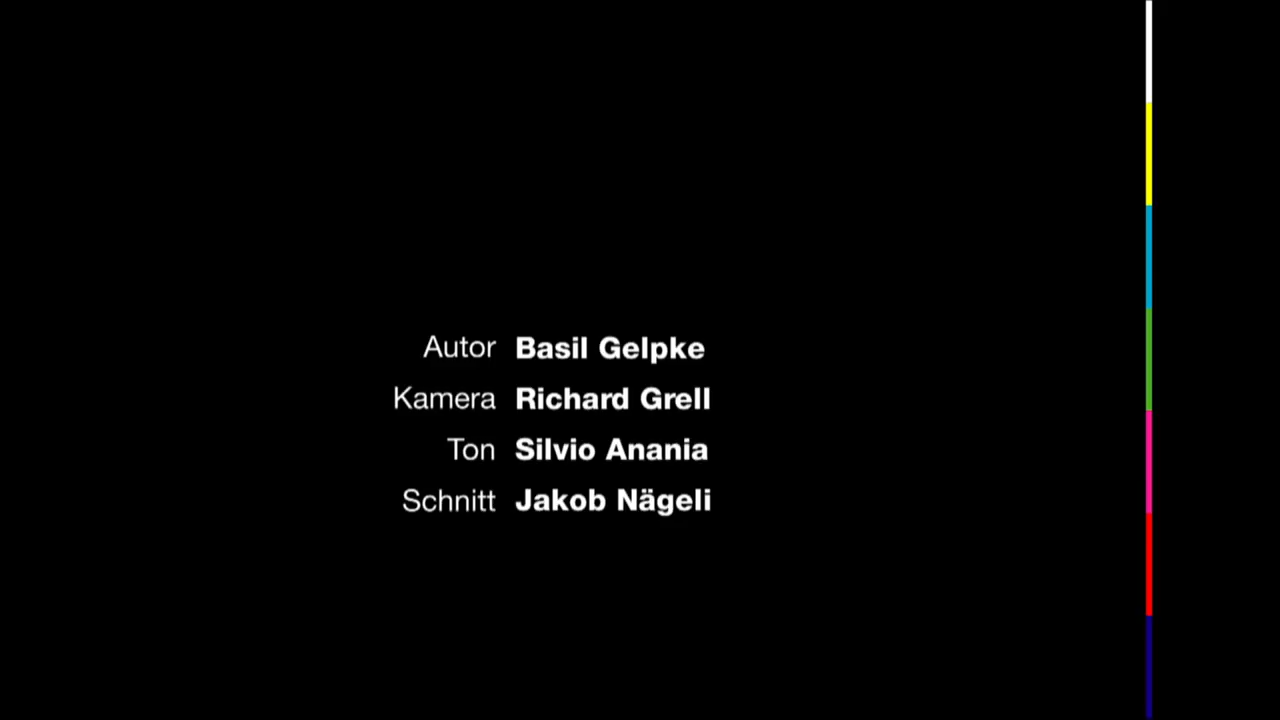 Autor Basil Gelpke
Kamera Richard Grell
Ton Silvio Anania
Schnitt Jakob Nägeli